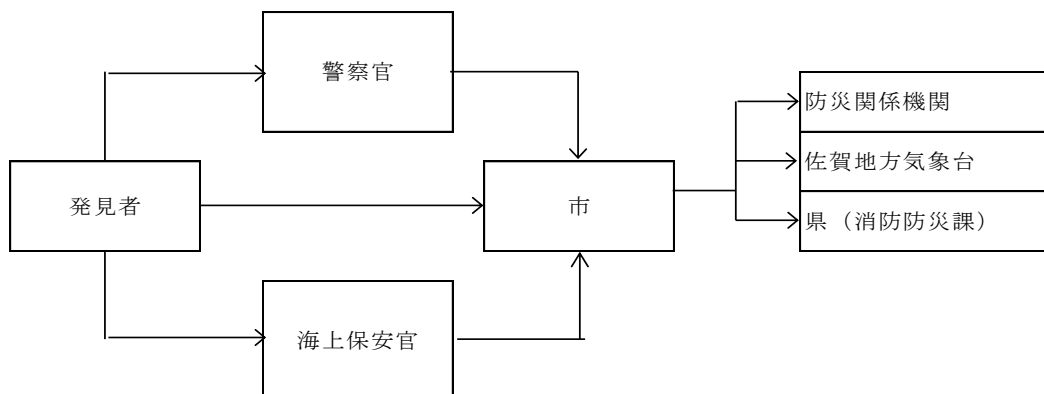 警察官
防災関係機関
佐賀地方気象台
発見者
市
県（消防防災課）
海上保安官